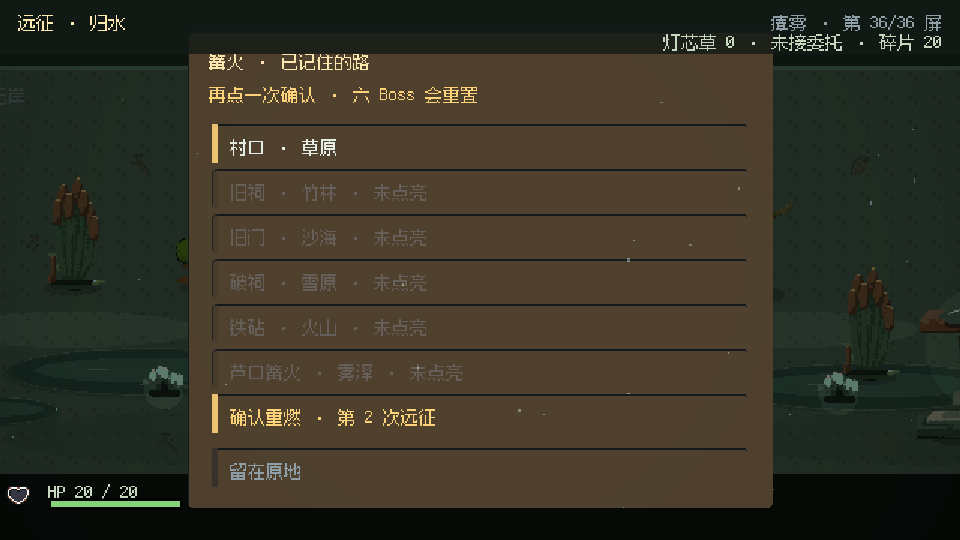 远征 · 归水
瘴雾 · 第 36/36 屏
灯芯草 0 · 未接委托 · 碎片 20
篝火 · 已记住的路
再点一次确认 · 六 Boss 会重置
村口 · 草原
旧祠 · 竹林 · 未点亮
旧门 · 沙海 · 未点亮
破祠 · 雪原 · 未点亮
铁砧 · 火山 · 未点亮
芦口篝火 · 雾泽 · 未点亮
确认重燃 · 第 2 次远征
留在原地
HP 20 / 20